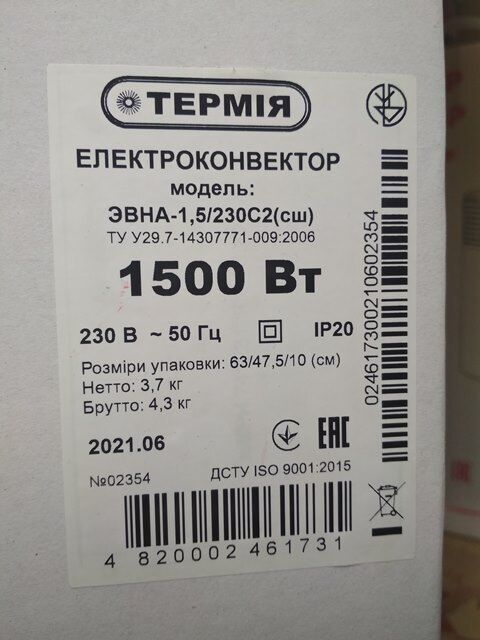 ТЕРМІЯ
ЕЛЕКТРОКОНВЕКТОР
модель:
ЭВНА-1,5/230С2(сш)
ТУ У29.7-14307771-009:2006
1500 Вт
230 В ~ 50 Гц IP20
Розміри упаковки: 63/47,5/10 (см)
Нетто: 3,7 кг
Брутто: 4,3 кг
2021.06
EAC
№02354
ДСТУ ISO 9001:2015
4 820002 461731
024617300210602354